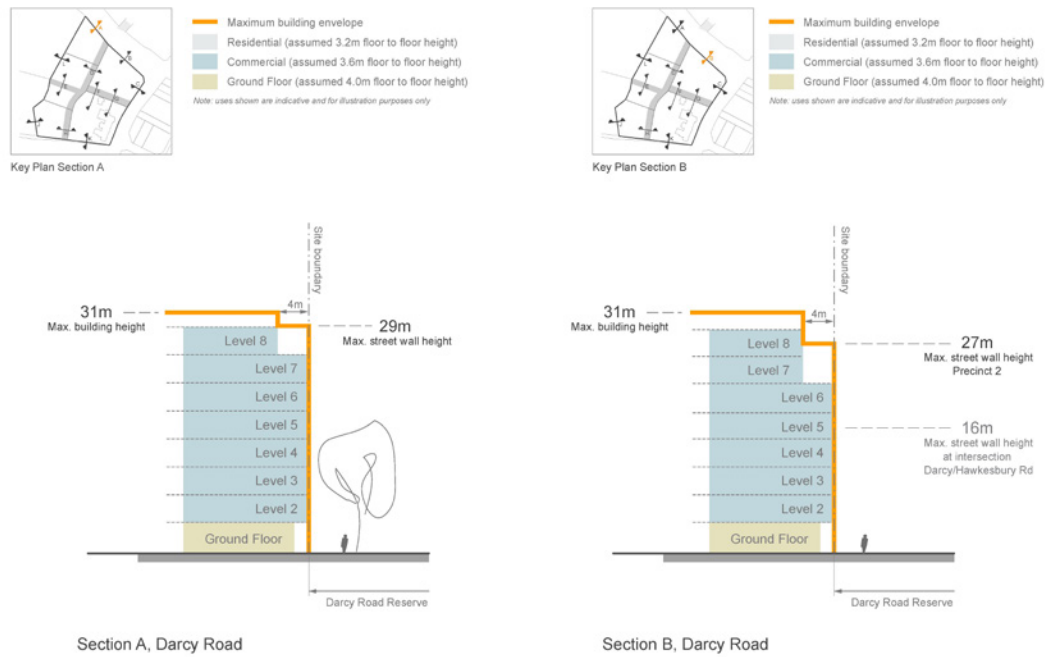 Maximum building envelope
Residential (assumed 3.2m floor to floor height)
Commercial (assumed 3.6m floor to floor height)
Ground Floor (assumed 4.0m floor to floor height)
Note: uses shown are indicative and for illustration purposes only
Key Plan Section A
Maximum building envelope
Residential (assumed 3.2m floor to floor height)
Commercial (assumed 3.6m floor to floor height)
Ground Floor (assumed 4.0m floor to floor height)
Note: uses shown are indicative and for illustration purposes only
Key Plan Section B
Site boundary
31m
Max. building height
4m
29m
Max. street wall height
Level 8
Level 7
Level 6
Level 5
Level 4
Level 3
Level 2
Ground Floor
Darcy Road Reserve
Section A, Darcy Road
Site boundary
31m
Max. building height
4m
27m
Max. street wall height
Precinct 2
Level 8
Level 7
Level 6
Level 5
16m
Max. street wall height
at intersection
Darcy/Hawkesbury Rd
Level 4
Level 3
Level 2
Ground Floor
Darcy Road Reserve
Section B, Darcy Road